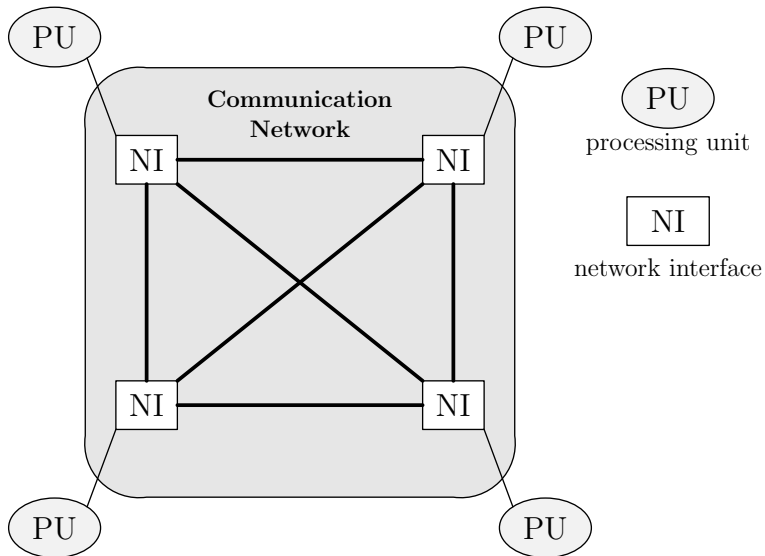 PU
PU
Communication
Network
PU
processing unit
NI
NI
NI
network interface
NI
NI
PU
PU